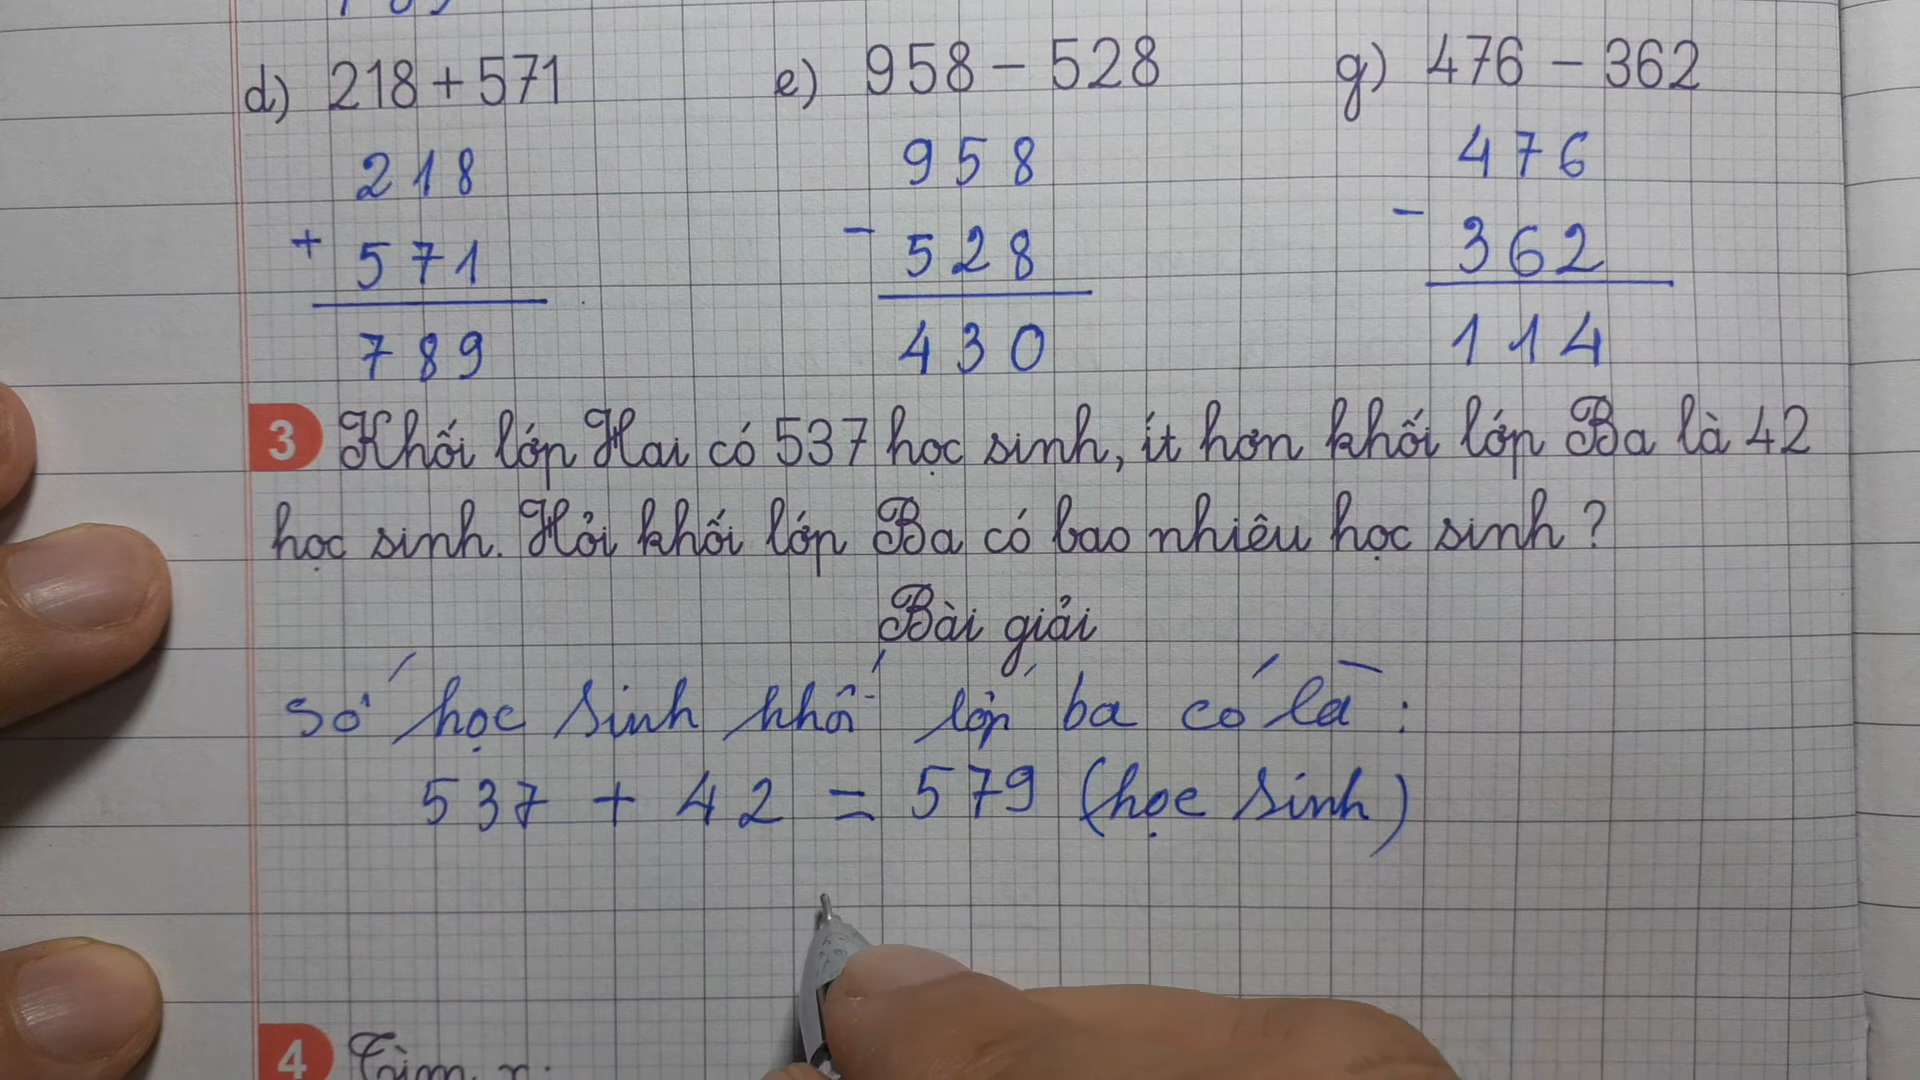 d) 218 + 571 e) 958 - 528 g) 476 - 362
218 958 476
+ 571 - 528 - 362
789 430 114
3 Khối lớp Hai có 537 học sinh, ít hơn khối lớp Ba là 42
học sinh. Hỏi khối lớp Ba có bao nhiêu học sinh?
Bài giải
Số học sinh khối lớp ba có là:
537 + 42 = 579 (học sinh)
4 Tìm x: